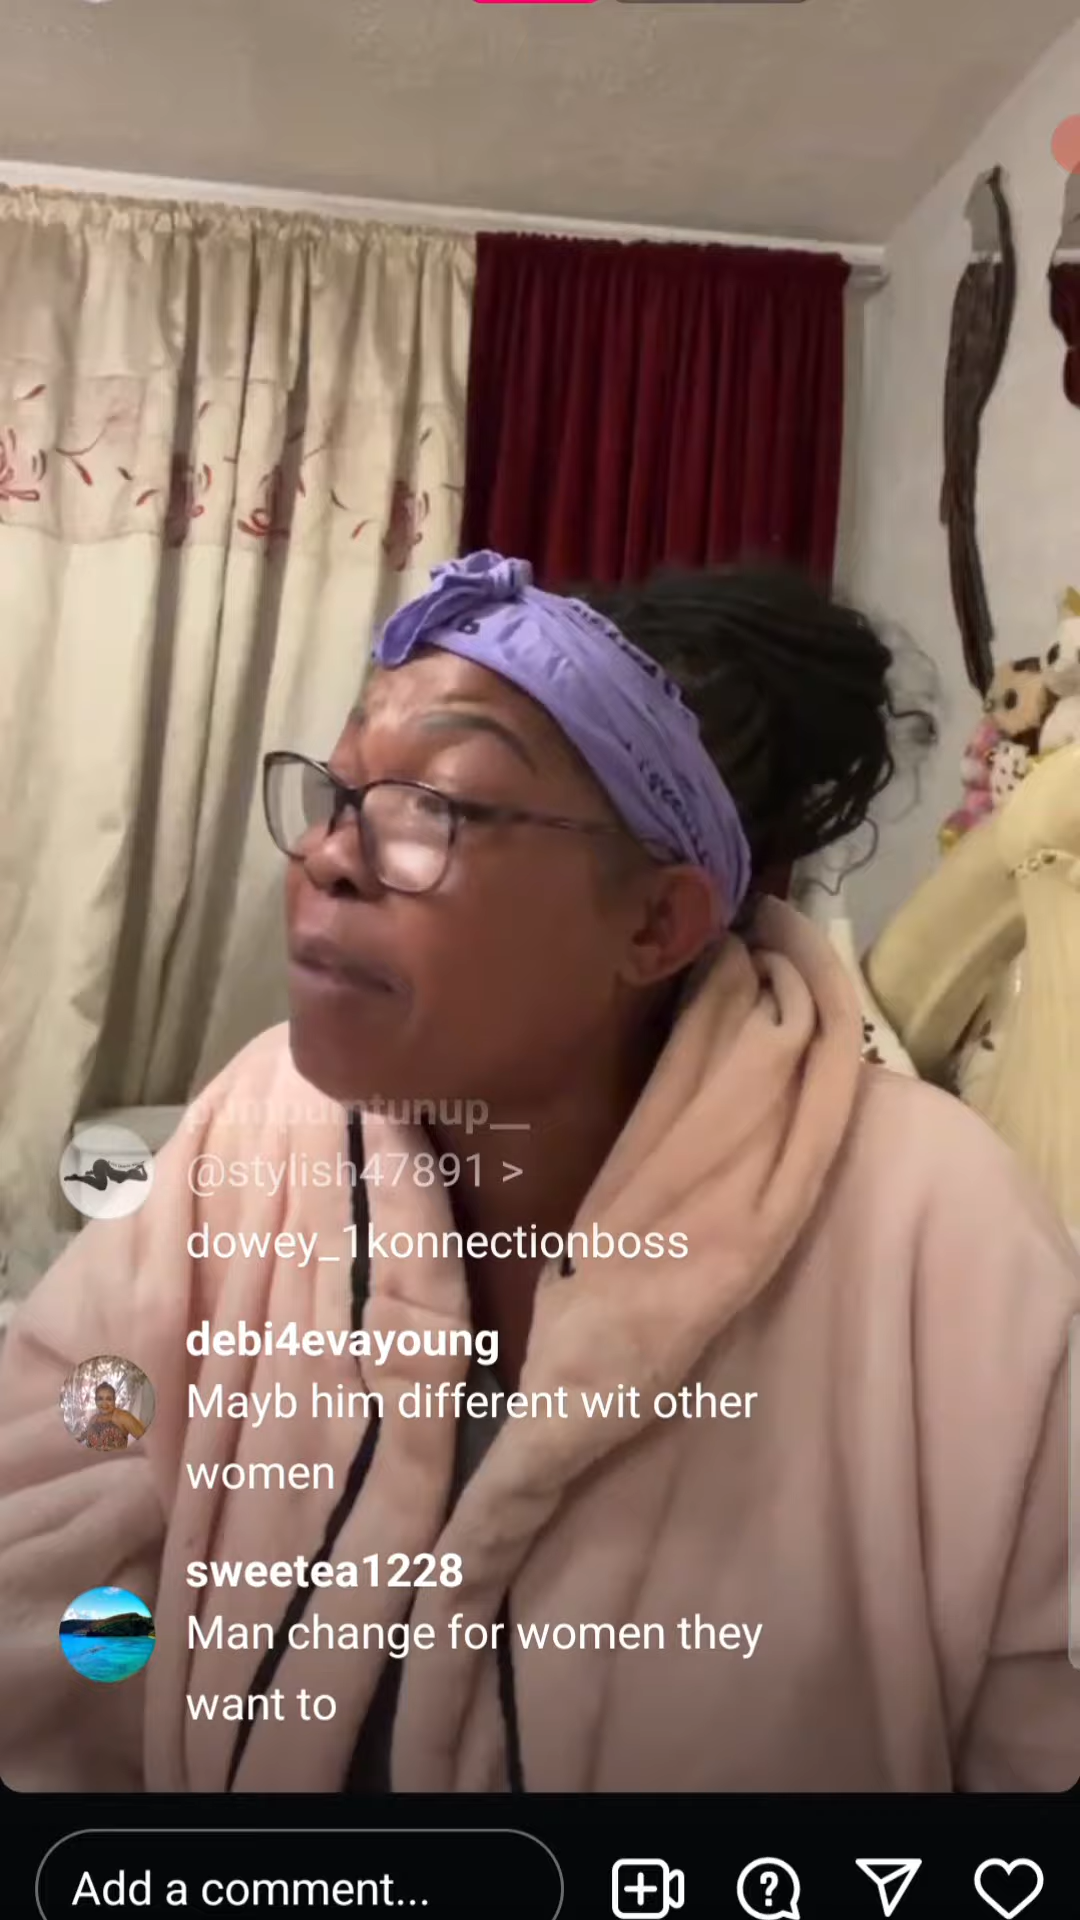 pumpumtunup__
@stylish47891 >
dowey_1konnectionboss
debi4evayoung
Mayb him different wit other
women
sweetea1228
Man change for women they
want to
Add a comment...